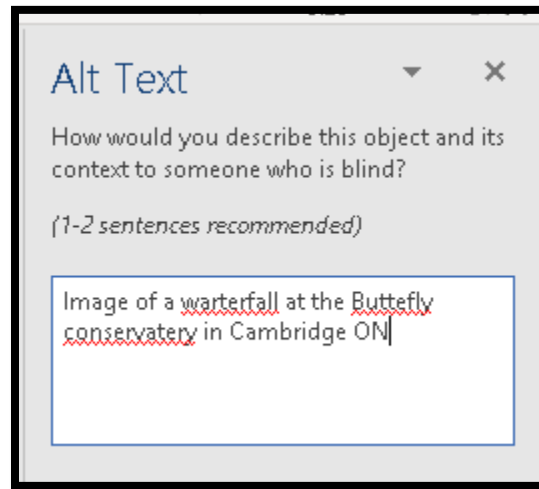 Alt Text
How would you describe this object and its
context to someone who is blind?
(1-2 sentences recommended)
Image of a warterfall at the Buttefly
conservatery in Cambridge ON